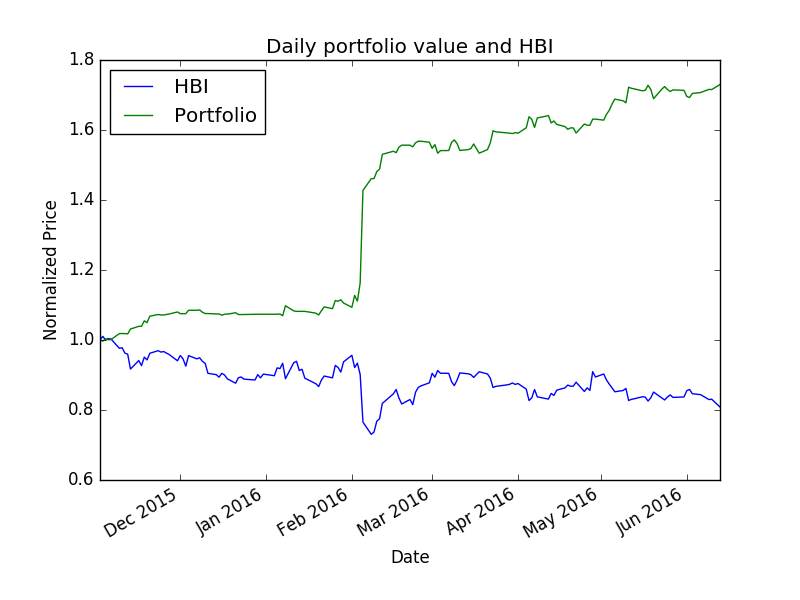 Daily portfolio value and HBI
HBI
Portfolio
Normalized Price
1.8
1.6
1.4
1.2
1.0
0.8
0.6
Dec 2015
Jan 2016
Feb 2016
Mar 2016
Apr 2016
May 2016
Jun 2016
Date